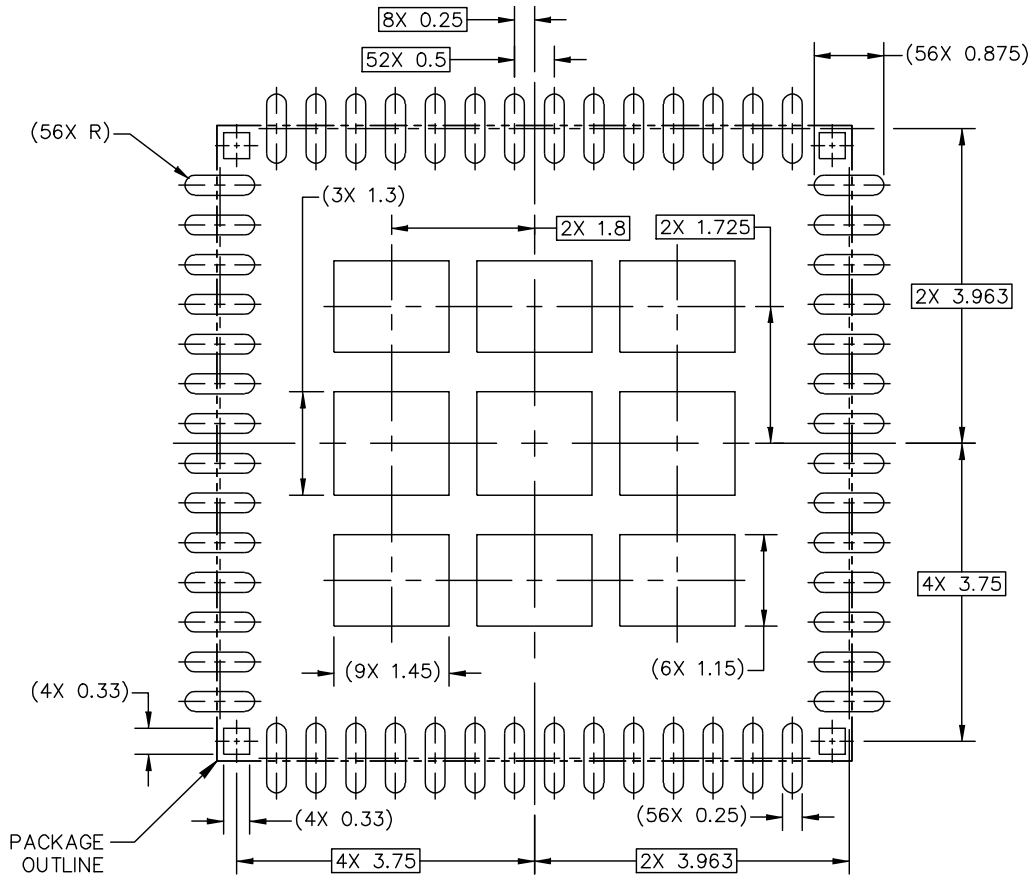 8X 0.25
52X 0.5
(56X 0.875)
(56X R)
(3X 1.3)
2X 1.8
2X 1.725
2X 3.963
4X 3.75
(9X 1.45)
(6X 1.15)
(4X 0.33)
(4X 0.33)
(56X 0.25)
PACKAGE
OUTLINE
4X 3.75
2X 3.963